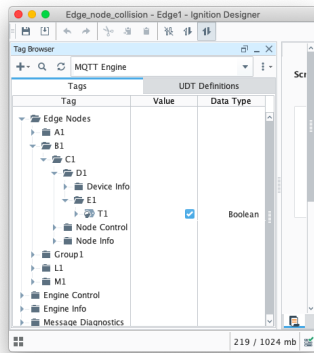 Edge_node_collision - Edge1 - Ignition Designer
Tag Browser
MQTT Engine
Tags UDT Definitions
Tag Value Data Type
Edge Nodes
A1
B1
C1
D1
Device Info
E1
T1 Boolean
Node Control
Node Info
Group1
L1
M1
Engine Control
Engine Info
Message Diagnostics
Scr
219 / 1024 mb